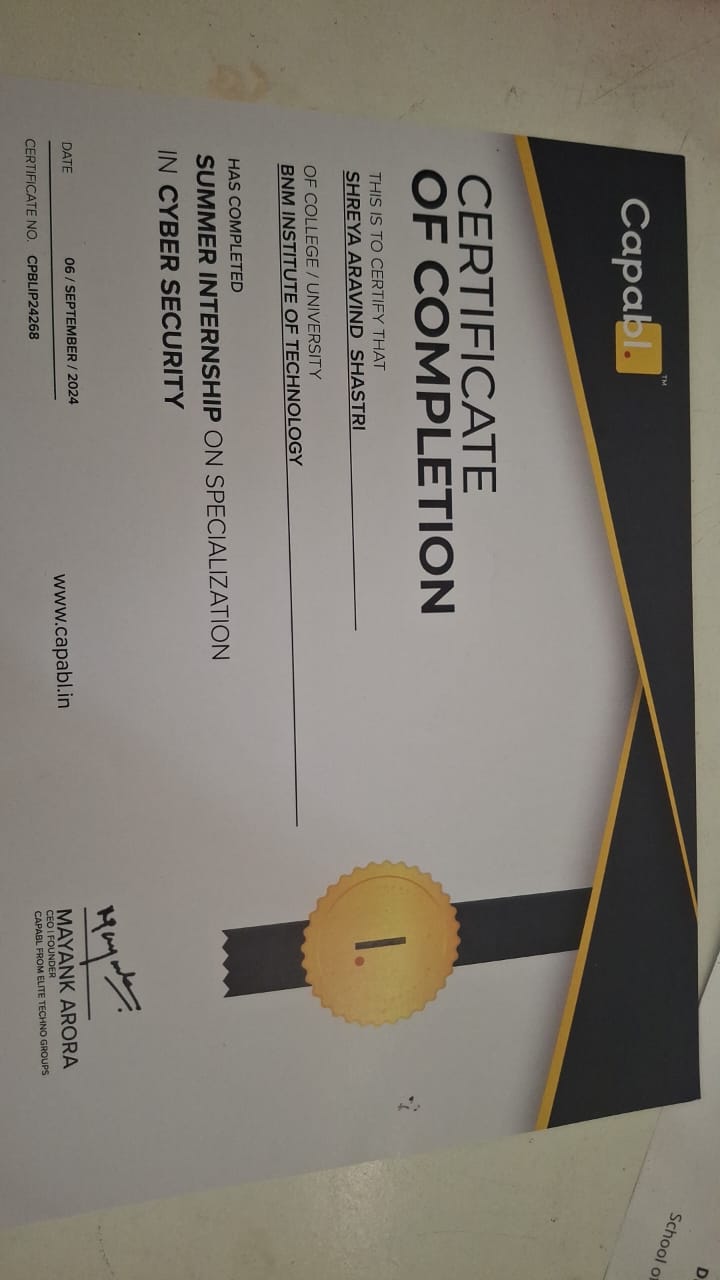 Capabl.™
CERTIFICATE
OF COMPLETION
THIS IS TO CERTIFY THAT
SHREYA ARAVIND SHASTRI
OF COLLEGE / UNIVERSITY
BNM INSTITUTE OF TECHNOLOGY
HAS COMPLETED
SUMMER INTERNSHIP ON SPECIALIZATION
IN CYBER SECURITY
DATE 06 / SEPTEMBER / 2024
CERTIFICATE NO. CPBLIP24268
www.capabl.in
MAYANK ARORA
CEO | FOUNDER
CAPABL FROM ELITE TECHNO GROUPS
School o